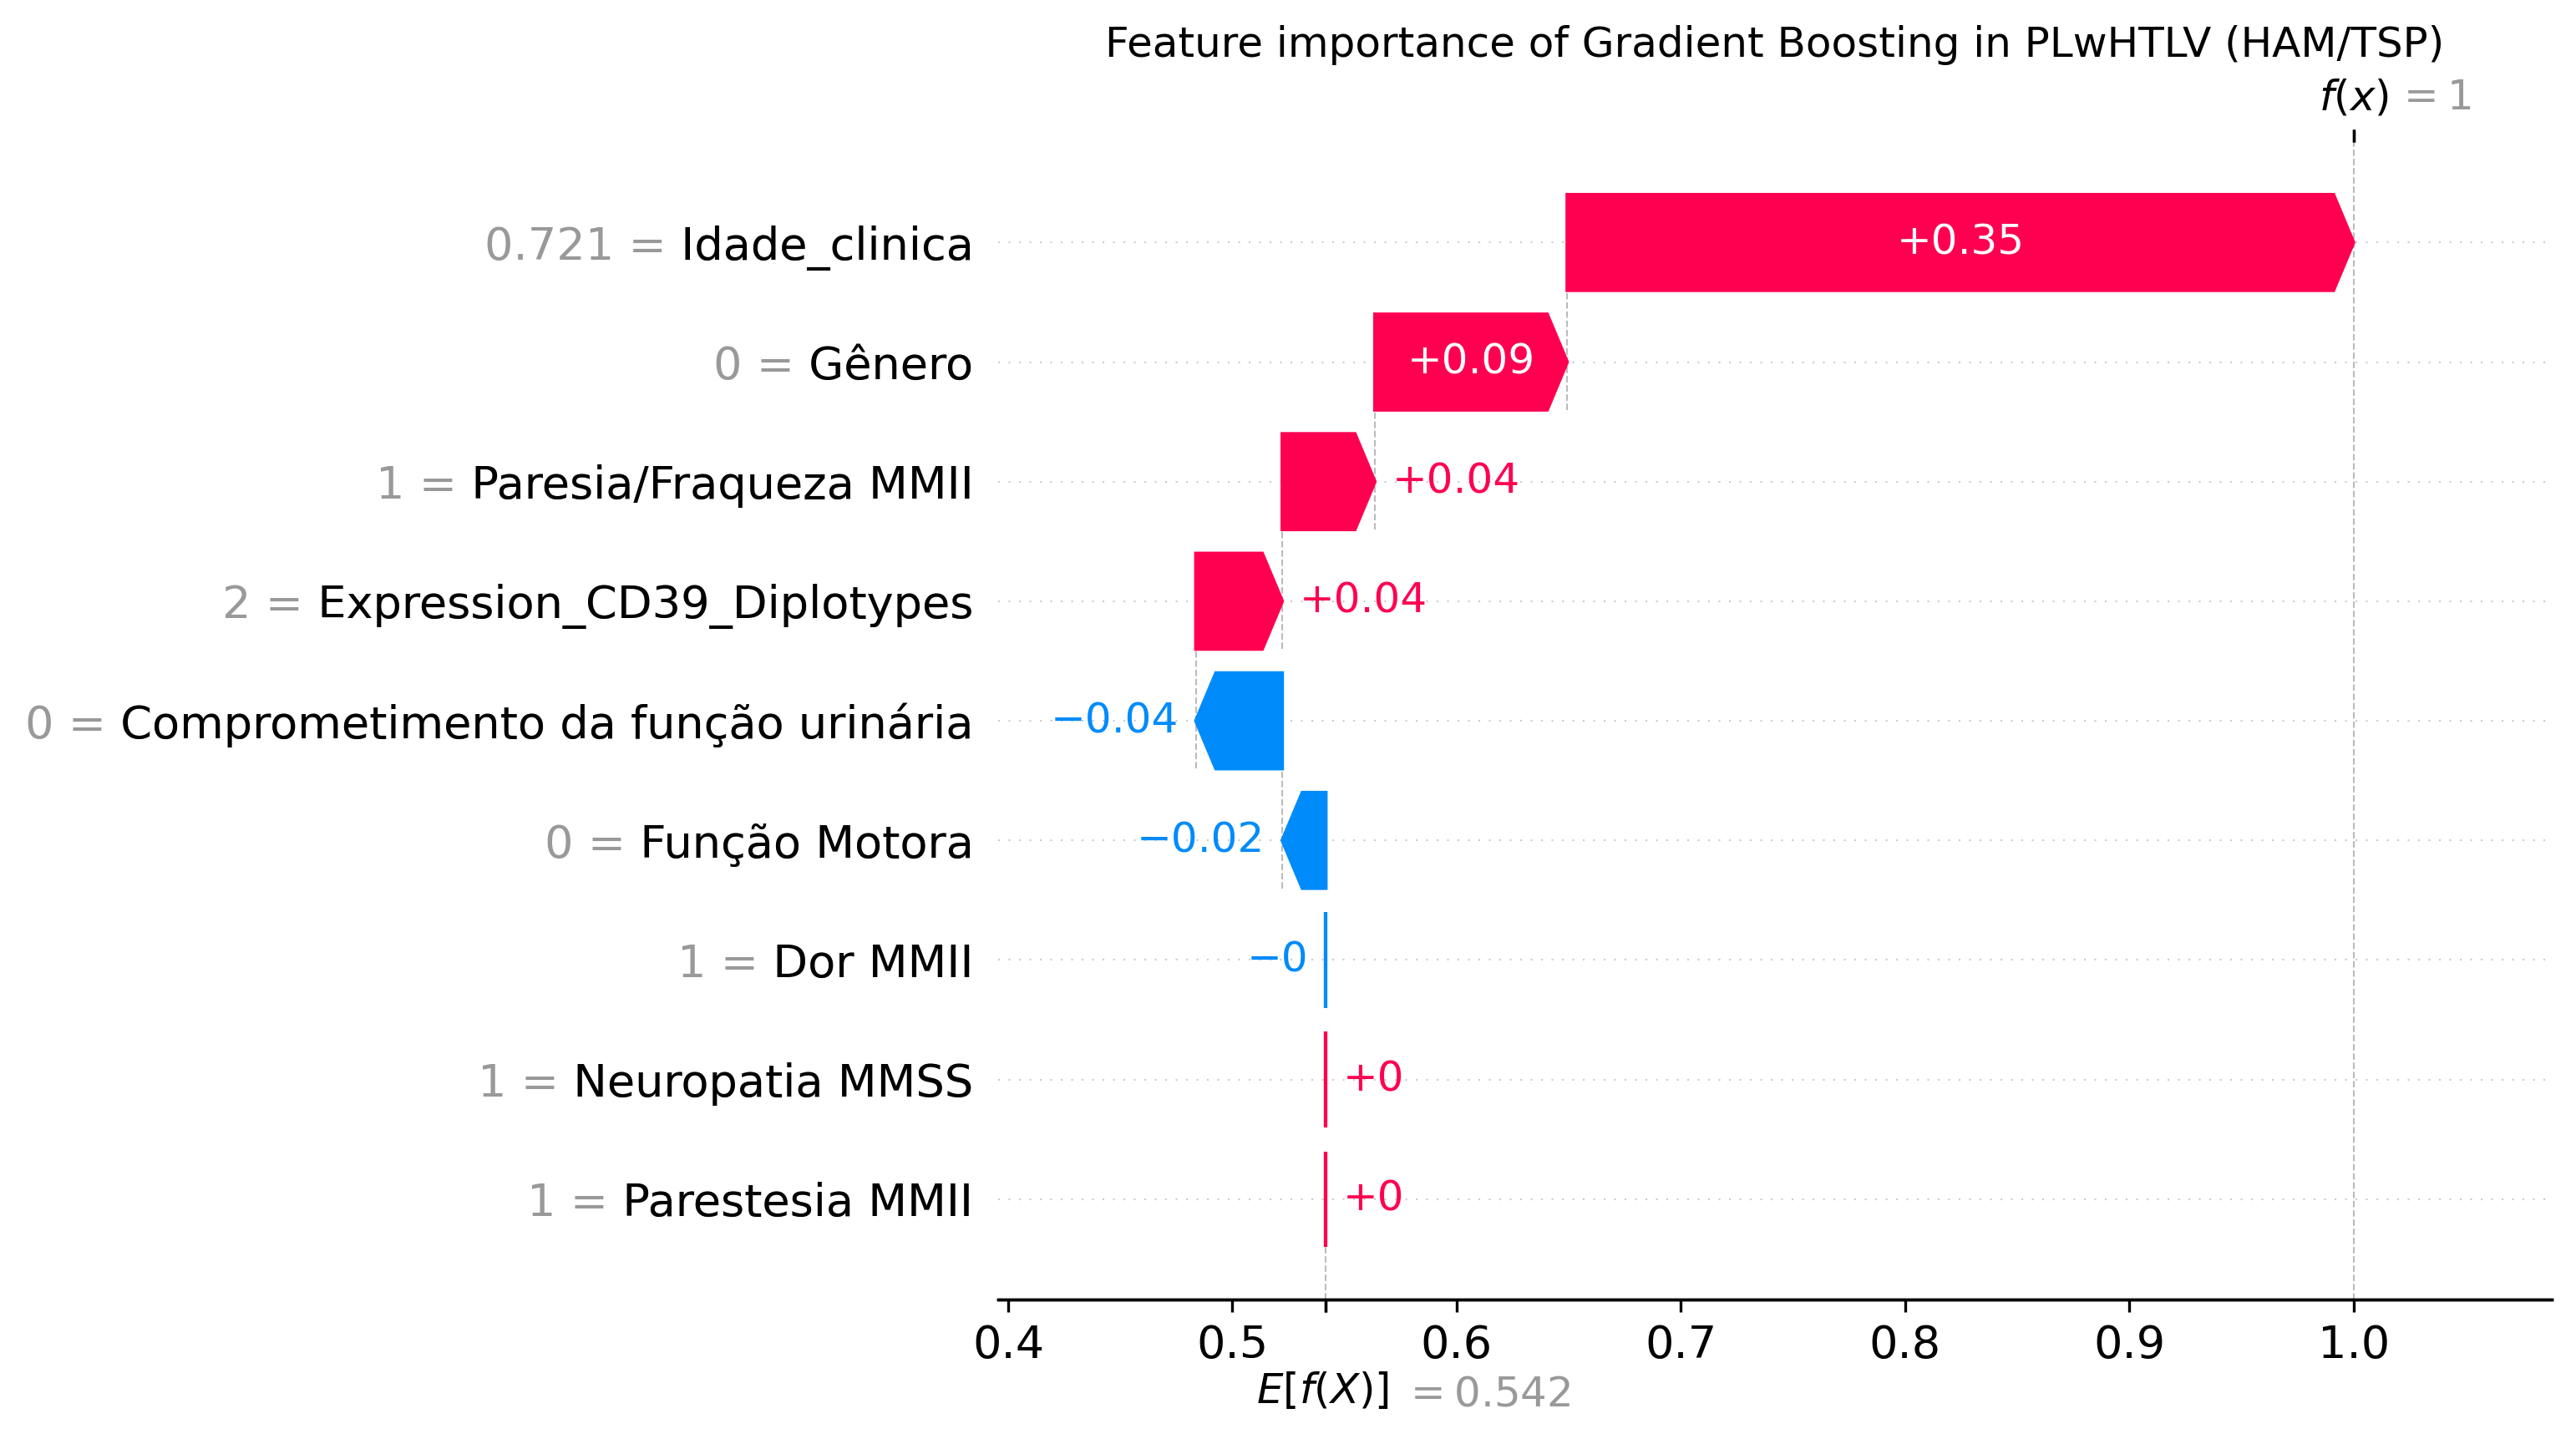 Feature importance of Gradient Boosting in PLwHTLV (HAM/TSP)
f(x) = 1
0.721 = Idade_clinica +0.35
0 = Gênero +0.09
1 = Paresia/Fraqueza MMII +0.04
2 = Expression_CD39_Diplotypes +0.04
0 = Comprometimento da função urinária −0.04
0 = Função Motora −0.02
1 = Dor MMII −0
1 = Neuropatia MMSS +0
1 = Parestesia MMII +0
0.4 0.5 0.6 0.7 0.8 0.9 1.0
E[f(X)] = 0.542